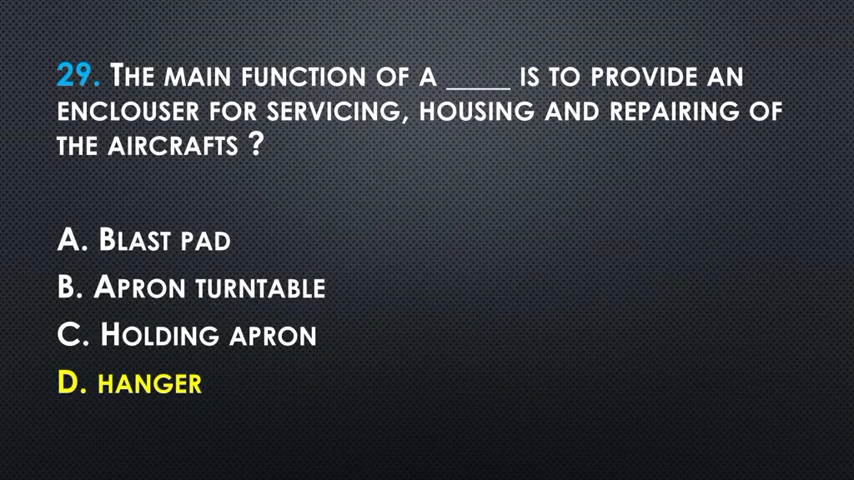 29. The main function of a _____ is to provide an
enclouser for servicing, housing and repairing of
the aircrafts ?
A. Blast pad
B. Apron turntable
C. Holding apron
D. hanger